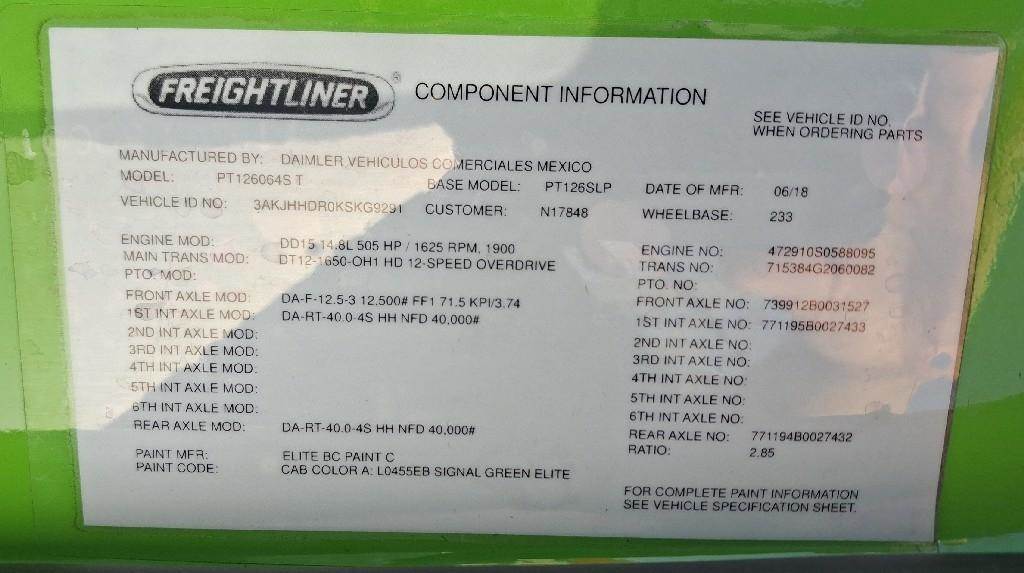 FREIGHTLINER® COMPONENT INFORMATION
SEE VEHICLE ID NO.
WHEN ORDERING PARTS
MANUFACTURED BY: DAIMLER VEHICULOS COMERCIALES MEXICO
MODEL: PT126064S T BASE MODEL: PT126SLP DATE OF MFR: 06/18
VEHICLE ID NO: 3AKJHHDR0KSKG9291 CUSTOMER: N17848 WHEELBASE: 233
ENGINE MOD: DD15 14.8L 505 HP / 1625 RPM, 1900 ENGINE NO: 472910S0588095
MAIN TRANS MOD: DT12-1650-OH1 HD 12-SPEED OVERDRIVE TRANS NO: 715384G2060082
PTO. MOD: PTO. NO:
FRONT AXLE MOD: DA-F-12.5-3 12,500# FF1 71.5 KPI/3.74 FRONT AXLE NO: 739912B0031527
1ST INT AXLE MOD: DA-RT-40.0-4S HH NFD 40,000# 1ST INT AXLE NO: 771195B0027433
2ND INT AXLE MOD: 2ND INT AXLE NO:
3RD INT AXLE MOD: 3RD INT AXLE NO:
4TH INT AXLE MOD: 4TH INT AXLE NO:
5TH INT AXLE MOD: 5TH INT AXLE NO:
6TH INT AXLE MOD: 6TH INT AXLE NO:
REAR AXLE MOD: DA-RT-40.0-4S HH NFD 40,000# REAR AXLE NO: 771194B0027432
RATIO: 2.85
PAINT MFR: ELITE BC PAINT C
PAINT CODE: CAB COLOR A: L0455EB SIGNAL GREEN ELITE
FOR COMPLETE PAINT INFORMATION
SEE VEHICLE SPECIFICATION SHEET.